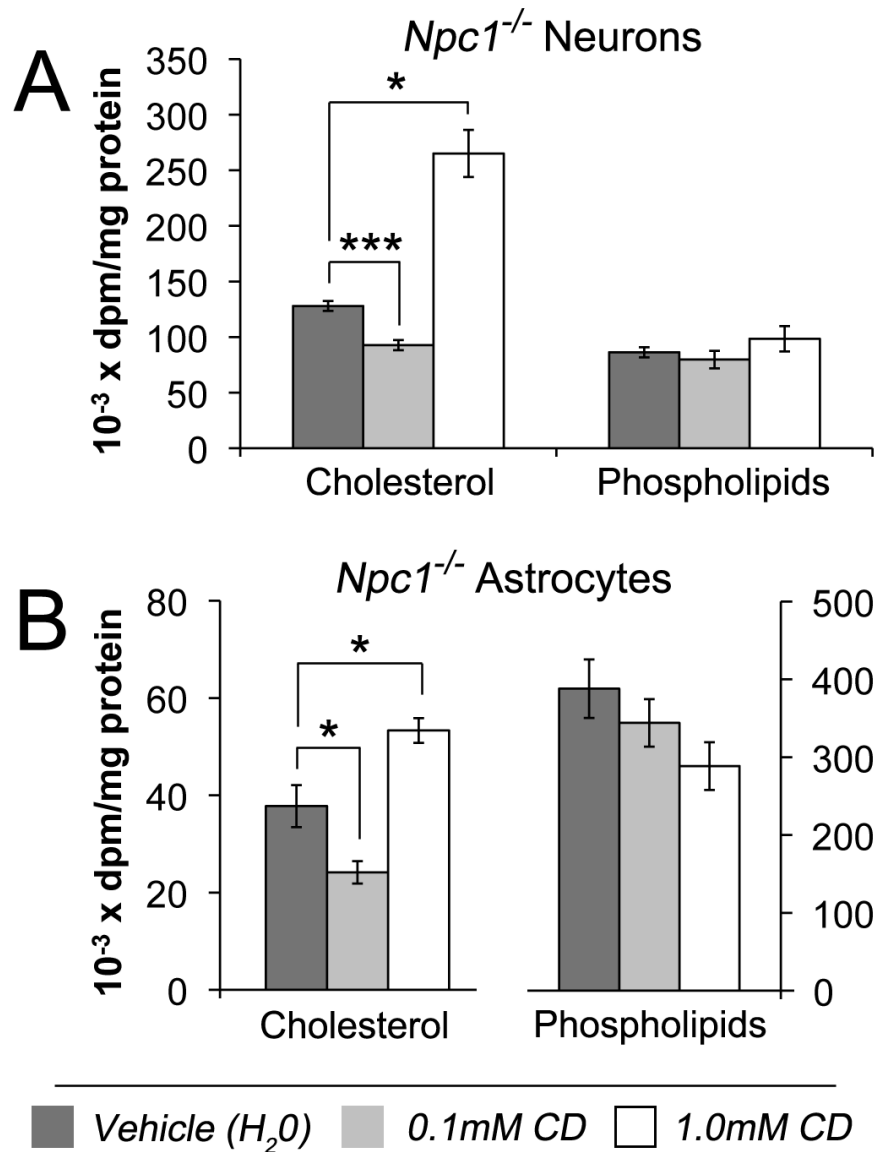 A
Npc1-/- Neurons
10-3 x dpm/mg protein
350
300
250
200
150
100
50
0
*
***
Cholesterol
Phospholipids
B
Npc1-/- Astrocytes
10-3 x dpm/mg protein
80
60
40
20
0
*
*
500
400
300
200
100
0
Cholesterol
Phospholipids
Vehicle (H20) 0.1mM CD 1.0mM CD